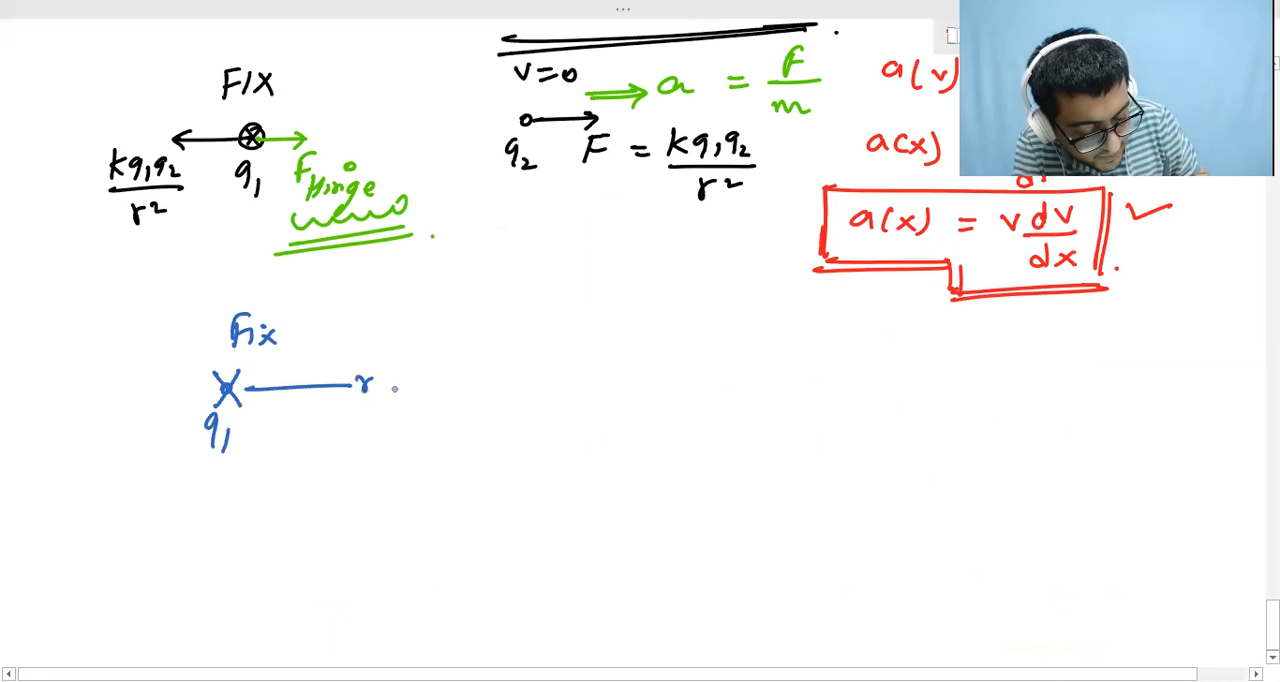 FIX
kq₁q₂/r²
q₁
F Hinge
v=0
⟹ a = F/m
q₂ F = kq₁q₂/r²
a(v)
a(x)
a(x) = v dv/dx ✓
Fix
r
q₁